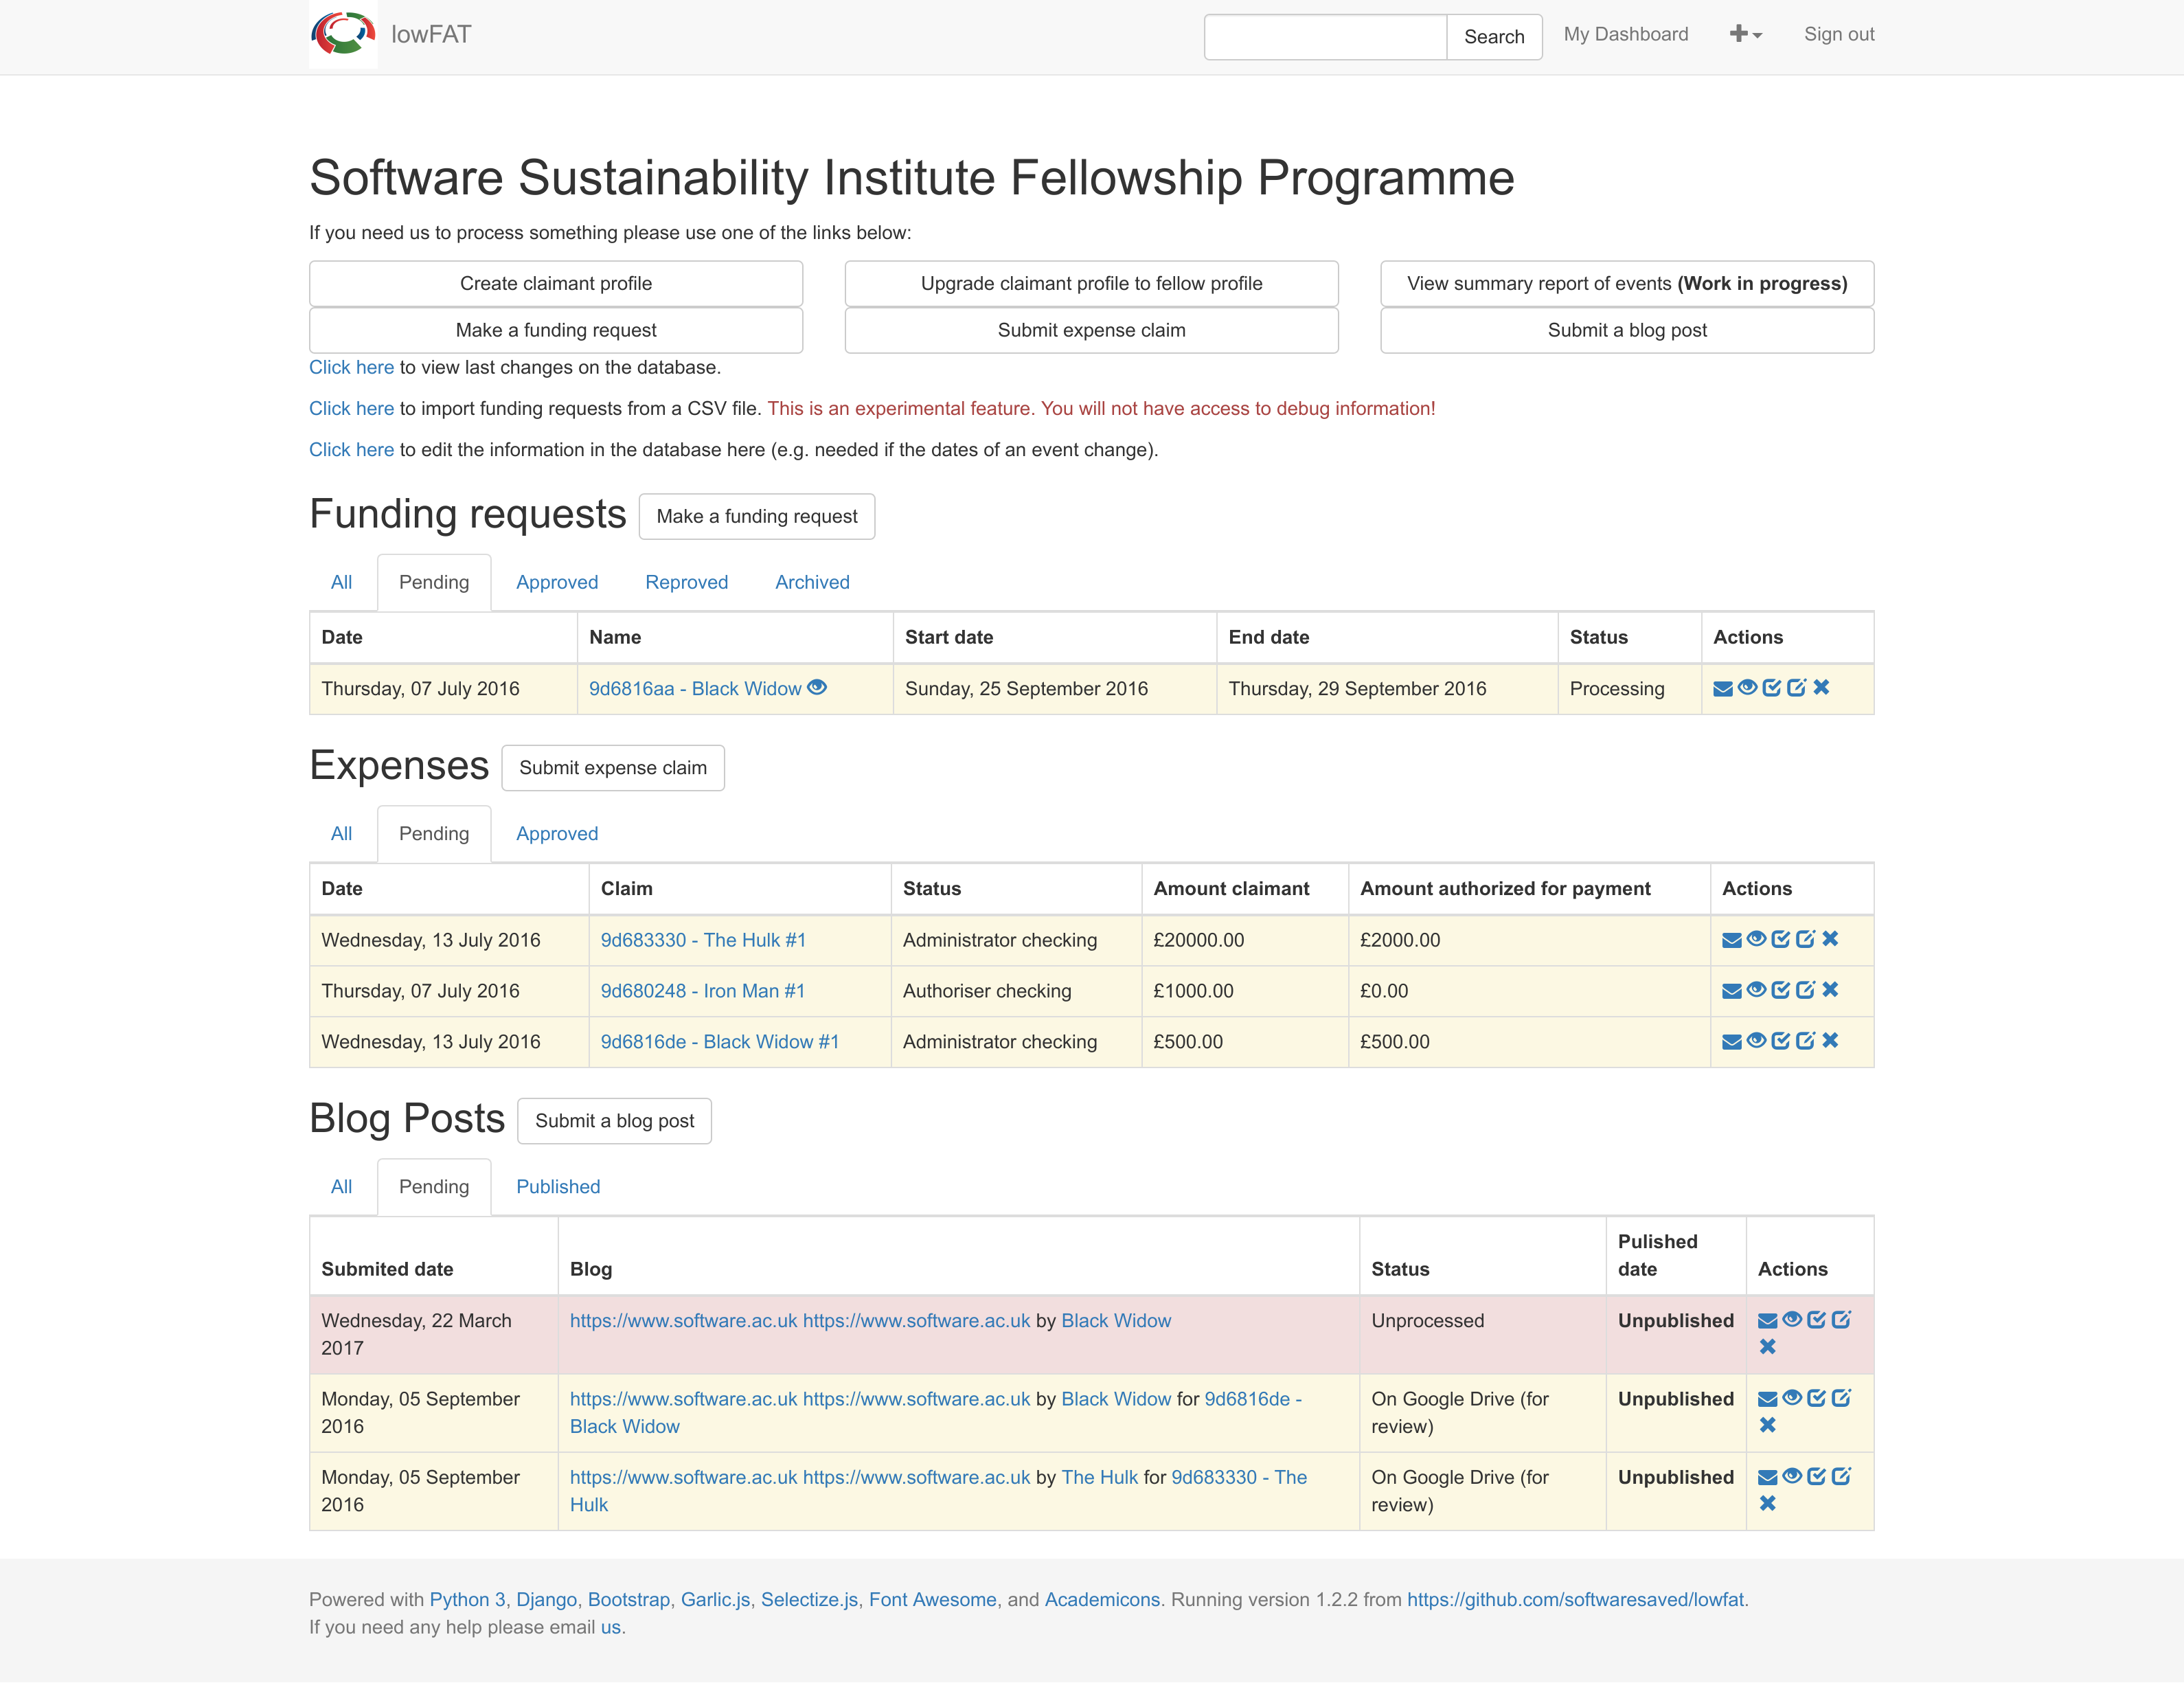 lowFAT Search My Dashboard Sign out
Software Sustainability Institute Fellowship Programme
If you need us to process something please use one of the links below:
Create claimant profile Upgrade claimant profile to fellow profile View summary report of events (Work in progress)
Make a funding request Submit expense claim Submit a blog post
Click here to view last changes on the database.
Click here to import funding requests from a CSV file. This is an experimental feature. You will not have access to debug information!
Click here to edit the information in the database here (e.g. needed if the dates of an event change).
Funding requests Make a funding request
All Pending Approved Reproved Archived
Date Name Start date End date Status Actions
Thursday, 07 July 2016 9d6816aa - Black Widow Sunday, 25 September 2016 Thursday, 29 September 2016 Processing
Expenses Submit expense claim
All Pending Approved
Date Claim Status Amount claimant Amount authorized for payment Actions
Wednesday, 13 July 2016 9d683330 - The Hulk #1 Administrator checking £20000.00 £2000.00
Thursday, 07 July 2016 9d680248 - Iron Man #1 Authoriser checking £1000.00 £0.00
Wednesday, 13 July 2016 9d6816de - Black Widow #1 Administrator checking £500.00 £500.00
Blog Posts Submit a blog post
All Pending Published
Submited date Blog Status Pulished date Actions
Wednesday, 22 March 2017 https://www.software.ac.uk https://www.software.ac.uk by Black Widow Unprocessed Unpublished
Monday, 05 September 2016 https://www.software.ac.uk https://www.software.ac.uk by Black Widow for 9d6816de - Black Widow On Google Drive (for review) Unpublished
Monday, 05 September 2016 https://www.software.ac.uk https://www.software.ac.uk by The Hulk for 9d683330 - The Hulk On Google Drive (for review) Unpublished
Powered with Python 3, Django, Bootstrap, Garlic.js, Selectize.js, Font Awesome, and Academicons. Running version 1.2.2 from https://github.com/softwaresaved/lowfat.
If you need any help please email us.